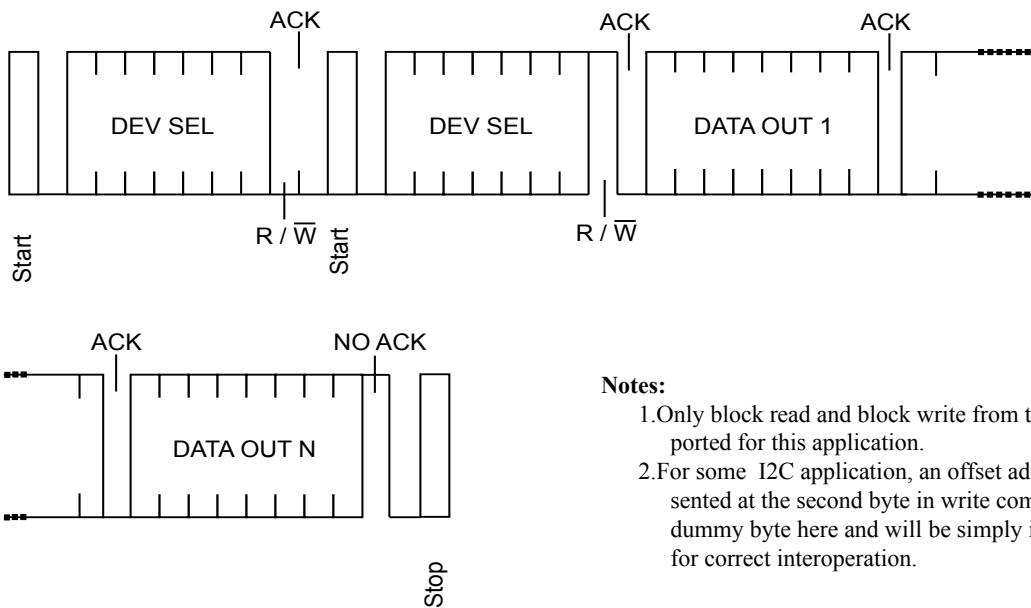 ACK ACK ACK
DEV SEL DEV SEL DATA OUT 1
R / W̅ R / W̅
Start Start
ACK NO ACK
DATA OUT N
Stop
Notes:
1.Only block read and block write from
ported for this application.
2.For some I2C application, an offset
sented at the second byte in write
dummy byte here and will be simply
for correct interoperation.